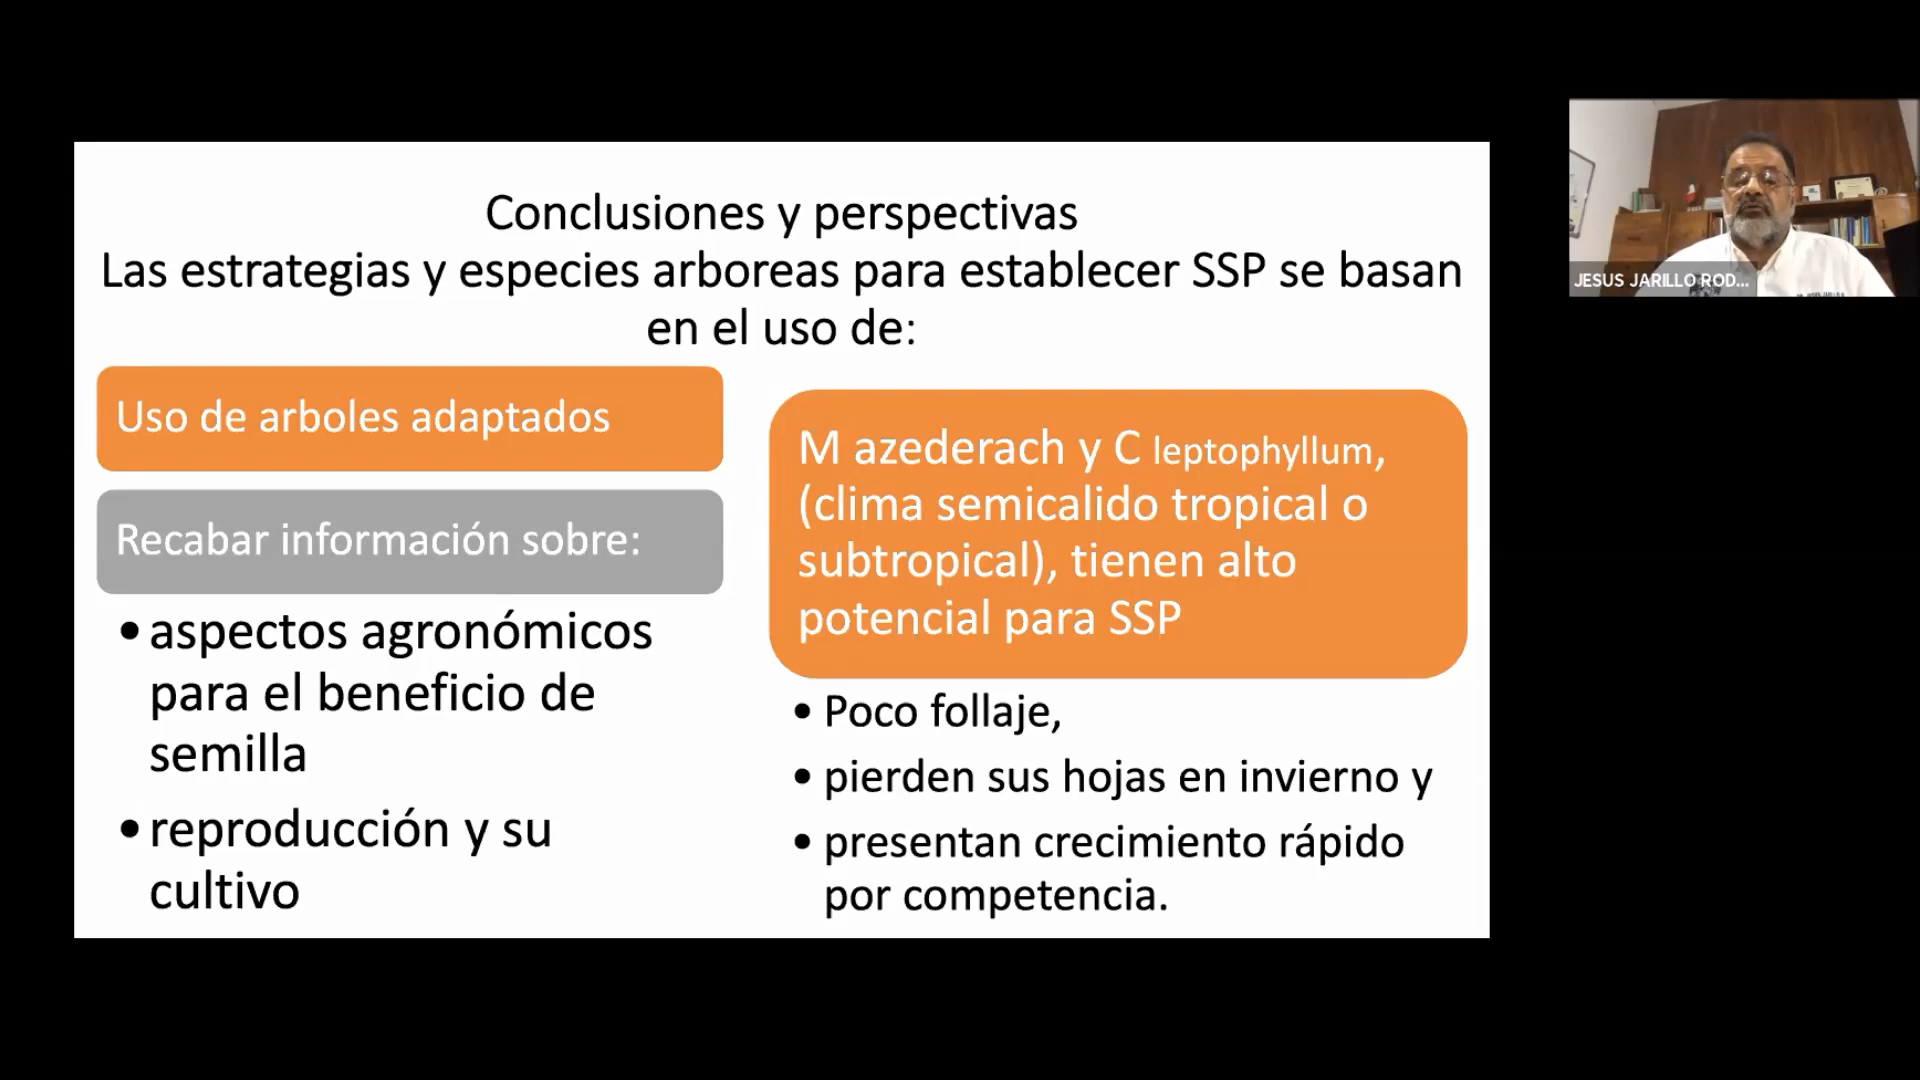 Conclusiones y perspectivas
Las estrategias y especies arboreas para establecer SSP se basan
en el uso de:
Uso de arboles adaptados
Recabar información sobre:
• aspectos agronómicos
para el beneficio de
semilla
• reproducción y su
cultivo
M azederach y C leptophyllum,
(clima semicalido tropical o
subtropical), tienen alto
potencial para SSP
• Poco follaje,
• pierden sus hojas en invierno y
• presentan crecimiento rápido
por competencia.
JESUS JARILLO ROD...